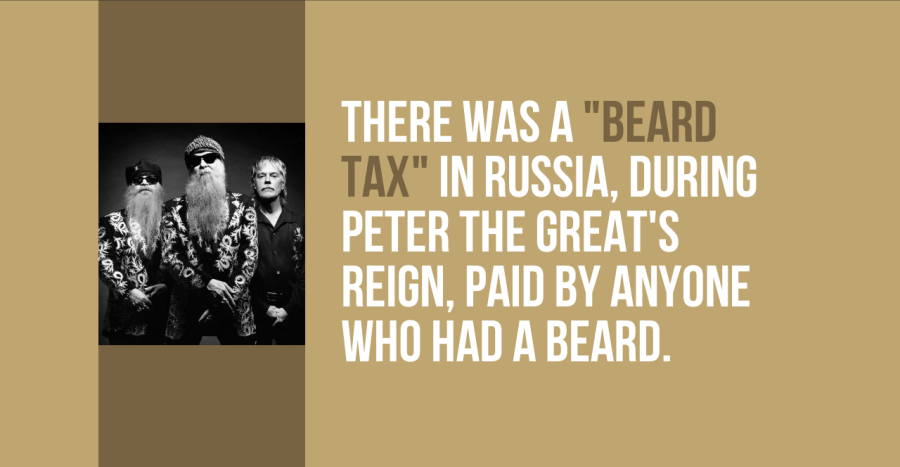 THERE WAS A "BEARD
TAX" IN RUSSIA, DURING
PETER THE GREAT'S
REIGN, PAID BY ANYONE
WHO HAD A BEARD.